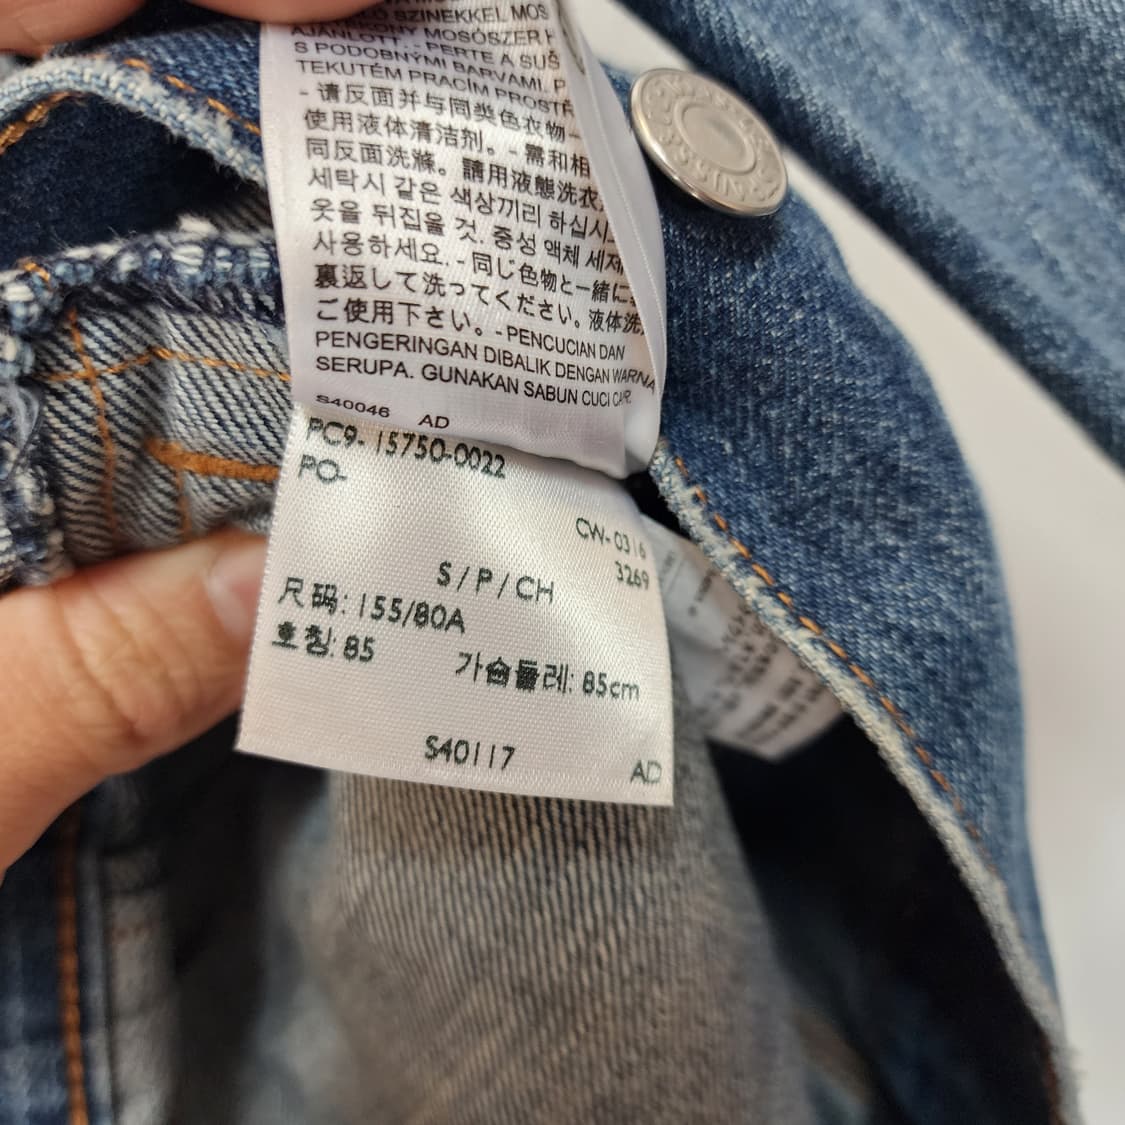 SZINEKKEL MOS
MOSÓSZER H
AJÁNLOTT. - PERTE A SUŠ
S PODOBNÝMI BARVAMI. P
TEKUTÉM PRACÍM PROSTŘ
- 请反面并与同类色衣物一
使用液体清洁剂。- 需和相
同反面洗滌。請用液態洗衣
세탁시 같은 색상끼리 하십시
옷을 뒤집을 것. 중성 액체 세제
사용하세요. - 同じ色物と一緒に
裏返して洗ってください。液体洗
ご使用下さい。- PENCUCIAN DAN
PENGERINGAN DIBALIK DENGAN WARNA
SERUPA. GUNAKAN SABUN CUCI CAIR.
S40046 AD
PC9-15750-0022
PO-
CW-0316
3269
S/P/CH
尺码: 155/80A
호칭: 85 가슴둘레: 85cm
S40117 AD